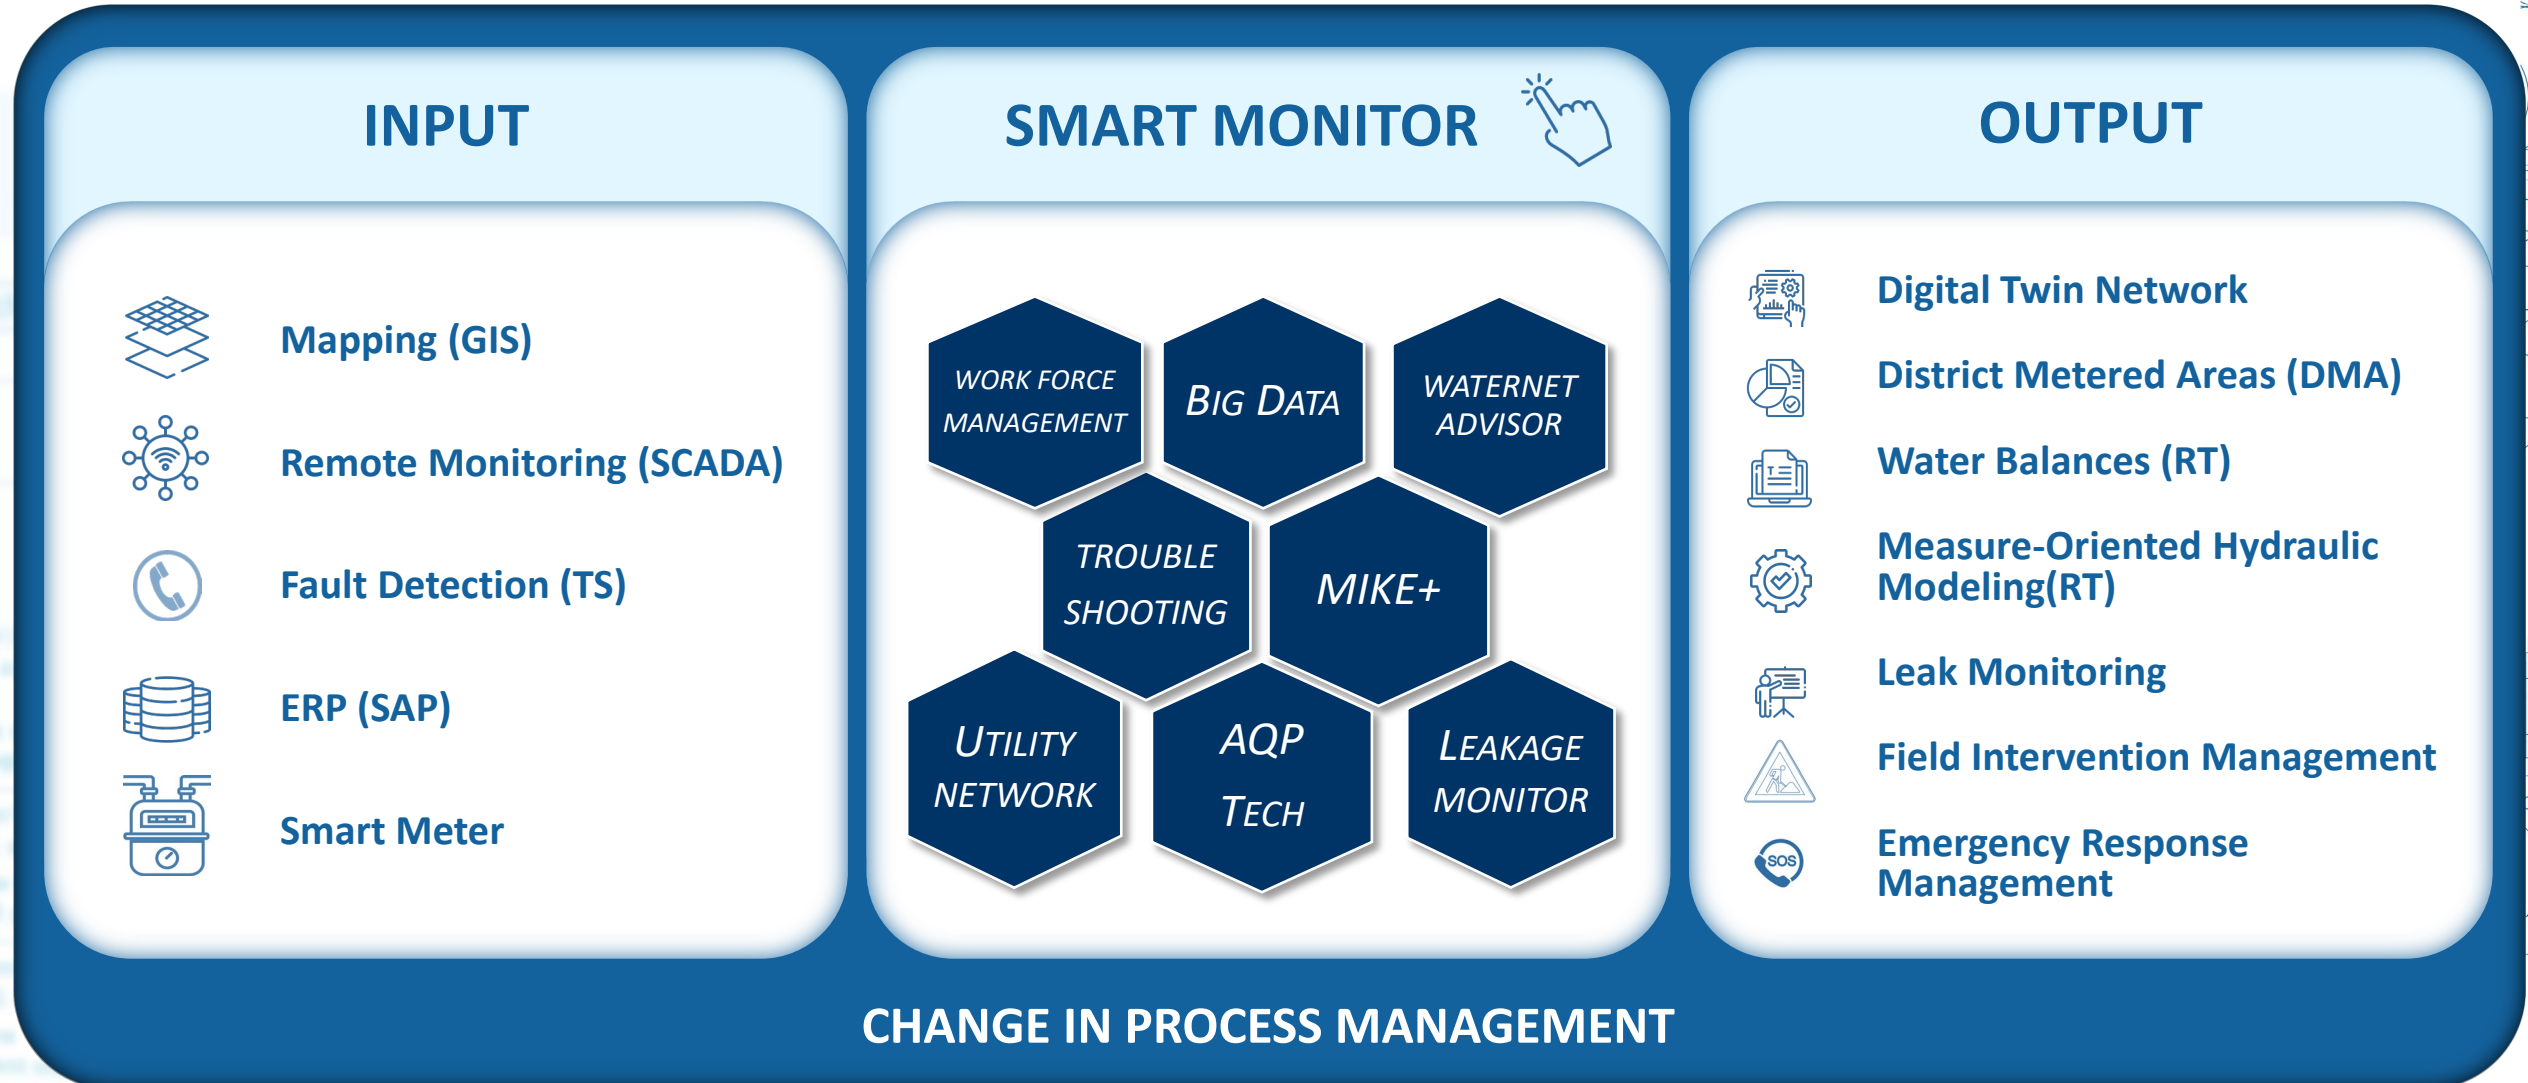 INPUT
Mapping (GIS)
Remote Monitoring (SCADA)
Fault Detection (TS)
ERP (SAP)
Smart Meter
SMART MONITOR
WORK FORCE
MANAGEMENT
BIG DATA
WATERNET
ADVISOR
TROUBLE
SHOOTING
MIKE+
UTILITY
NETWORK
AQP
TECH
LEAKAGE
MONITOR
OUTPUT
Digital Twin Network
District Metered Areas (DMA)
Water Balances (RT)
Measure-Oriented Hydraulic
Modeling(RT)
Leak Monitoring
Field Intervention Management
SOS
Emergency Response
Management
CHANGE IN PROCESS MANAGEMENT